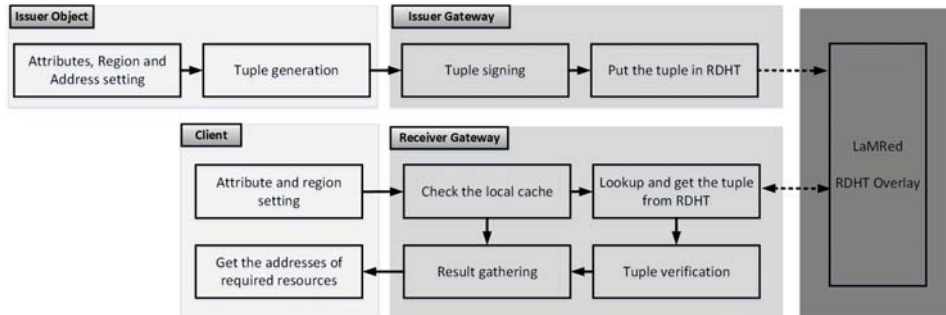 Issuer Object
Issuer Gateway
Attributes, Region and
Address setting
Tuple generation
Tuple signing
Put the tuple in RDHT
Client
Receiver Gateway
LaMRed
RDHT Overlay
Attribute and region
setting
Check the local cache
Lookup and get the tuple
from RDHT
Get the addresses of
required resources
Result gathering
Tuple verification